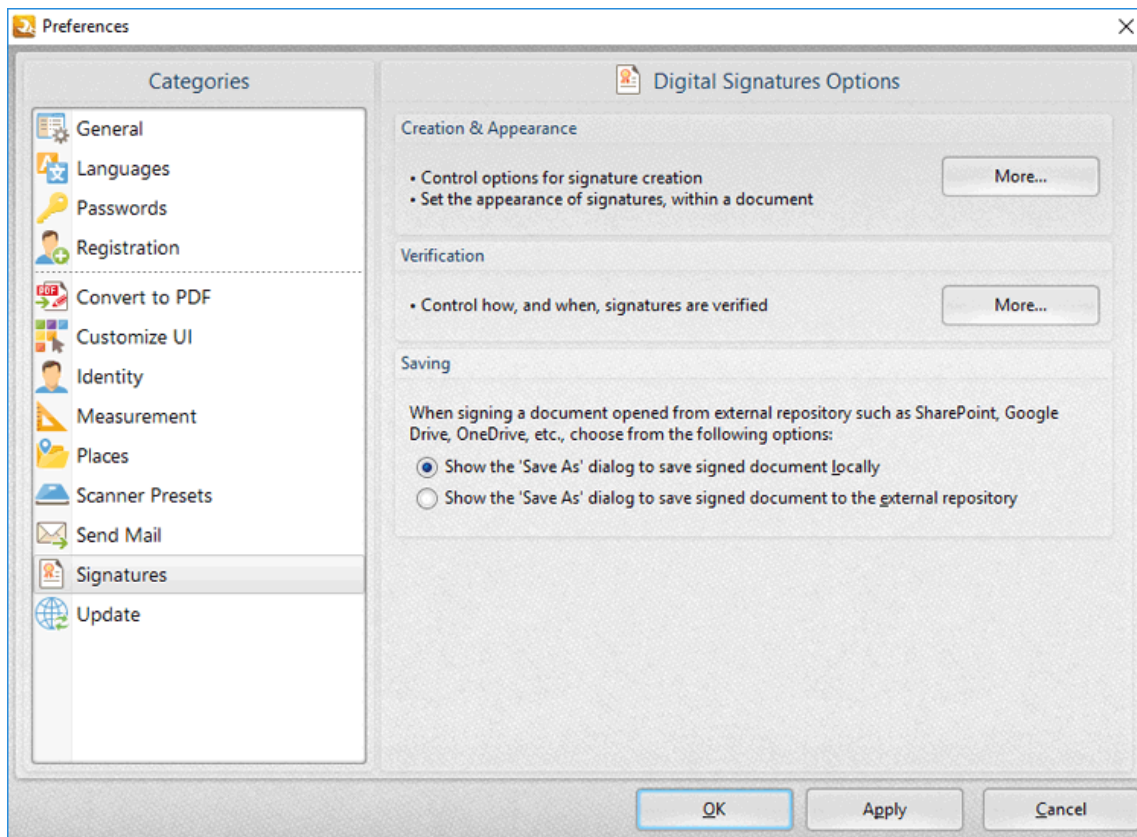 Preferences
Categories
General
Languages
Passwords
Registration
Convert to PDF
Customize UI
Identity
Measurement
Places
Scanner Presets
Send Mail
Signatures
Update
Digital Signatures Options
Creation & Appearance
• Control options for signature creation
• Set the appearance of signatures, within a document
More...
Verification
• Control how, and when, signatures are verified
More...
Saving
When signing a document opened from external repository such as SharePoint, Google
Drive, OneDrive, etc., choose from the following options:
Show the 'Save As' dialog to save signed document locally
Show the 'Save As' dialog to save signed document to the external repository
OK
Apply
Cancel